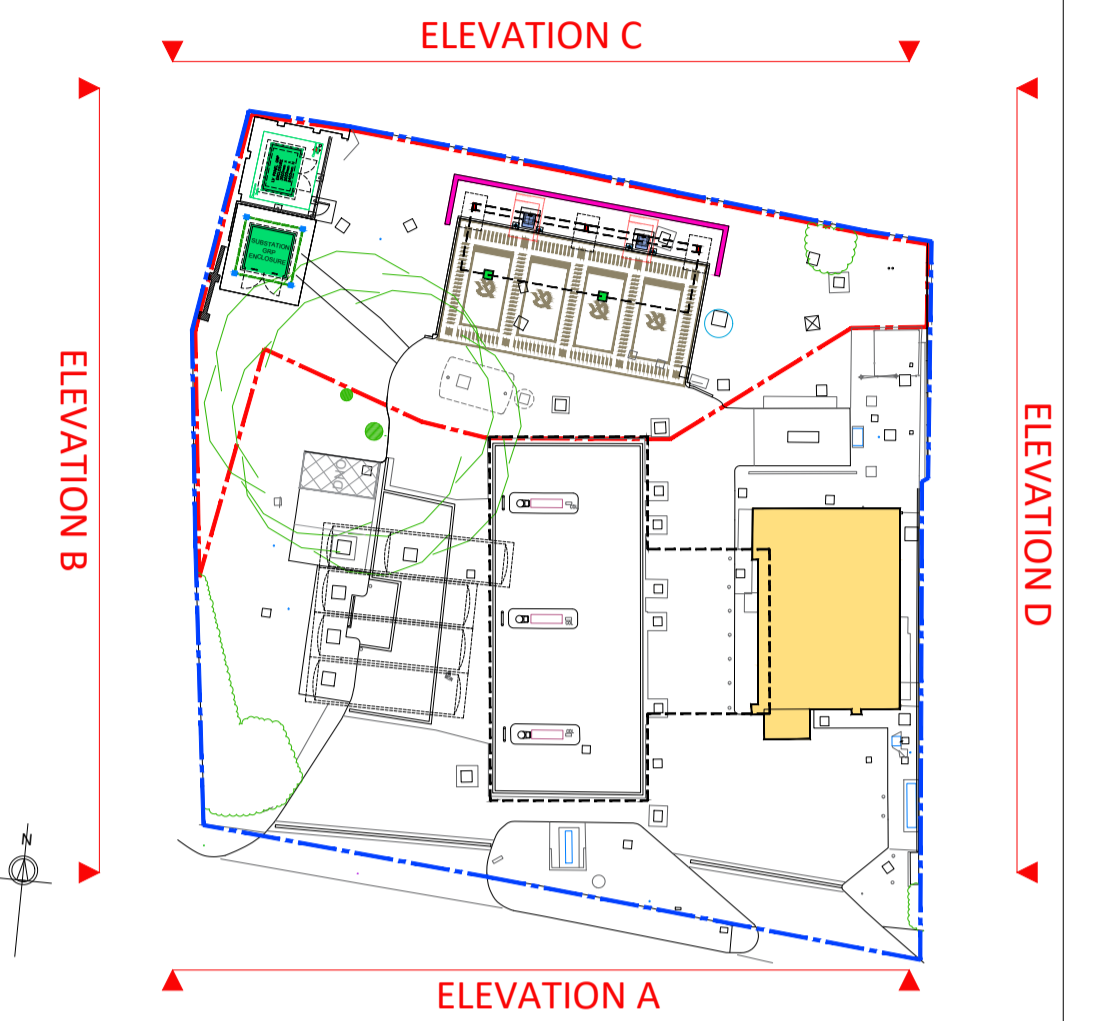 ELEVATION C
SUBSTATION
GRP
ENCLOSURE
ELEVATION B
ELEVATION D
N
ELEVATION A